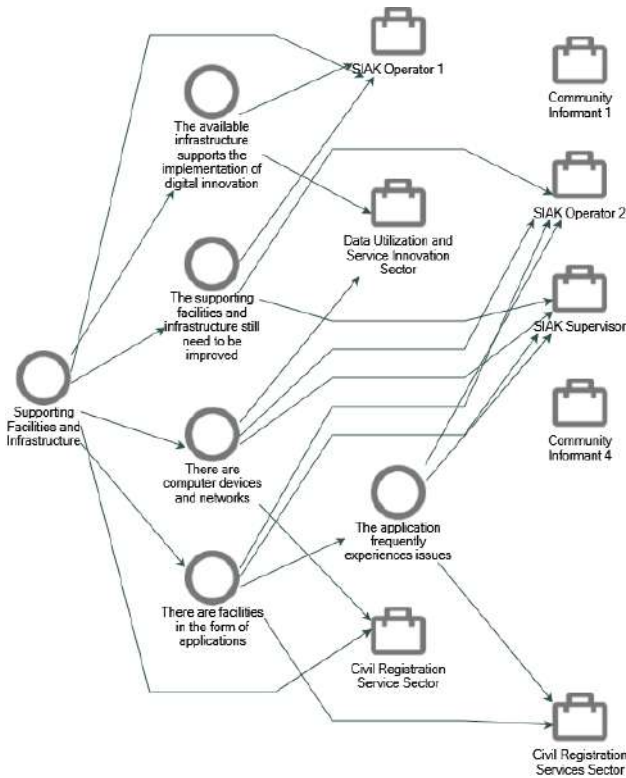 SIAK Operator 1
Community
Informant 1
The available
infrastructure
supports the
implementation of
digital innovation
SIAK Operator 2
Data Utilization and
Service Innovation
Sector
The supporting
facilities and
infrastructure still
need to be
improved
SIAK Supervisor
Supporting
Facilities and
Infrastructure
Community
Informant 4
There are
computer devices
and networks
The application
frequently
experiences issues
There are facilities
in the form of
applications
Civil Registration
Service Sector
Civil Registration
Services Sector